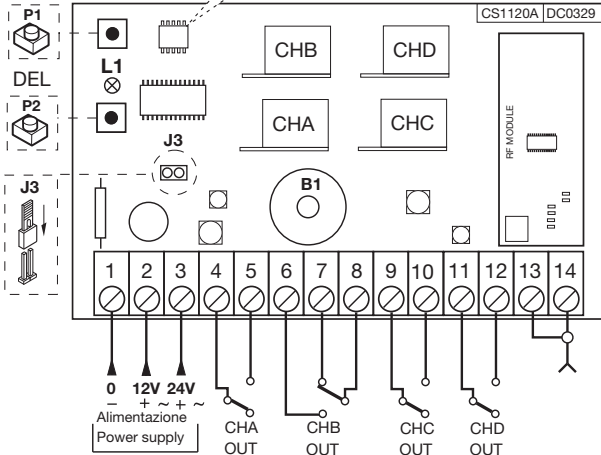 P1
CS1120A DC0329
L1
DEL
P2
CHB
CHD
CHA
CHC
RF MODULE
J3
J3
B1
1 2 3 4 5 6 7 8 9 10 11 12 13 14
0 12V 24V
− + ~ + ~
Alimentazione
Power supply
CHA
OUT
CHB
OUT
CHC
OUT
CHD
OUT